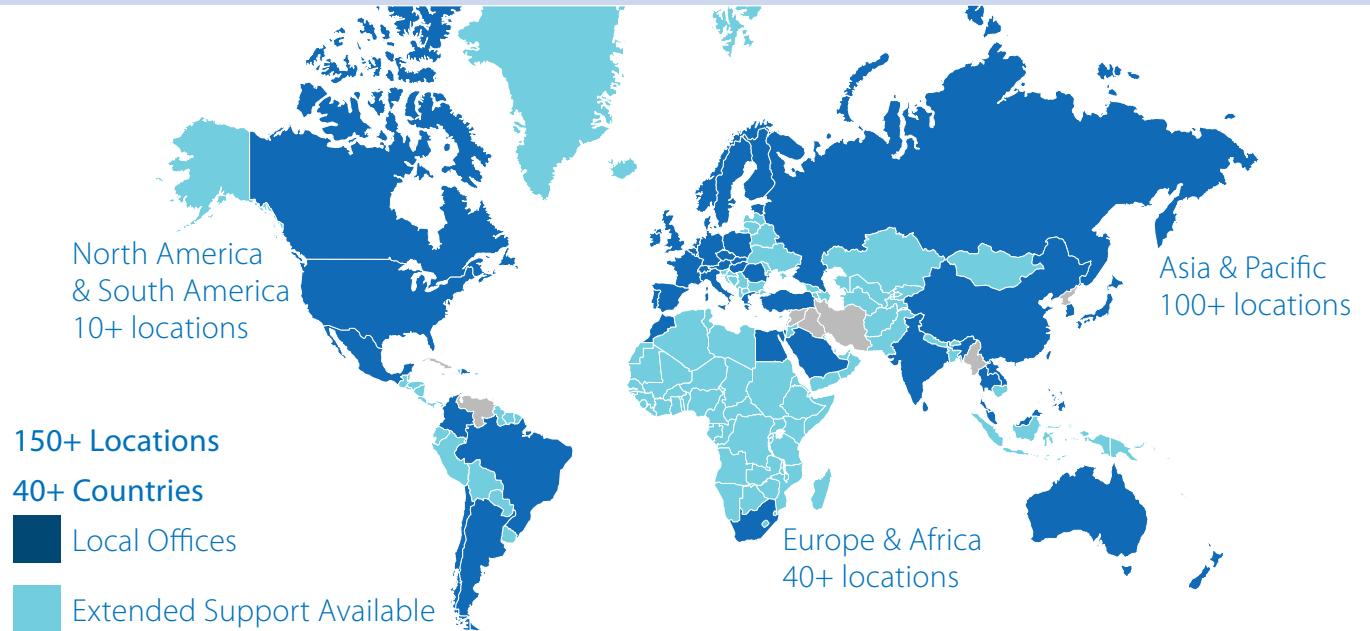 North America
& South America
10+ locations
Asia & Pacific
100+ locations
150+ Locations
40+ Countries
Local Offices
Extended Support Available
Europe & Africa
40+ locations